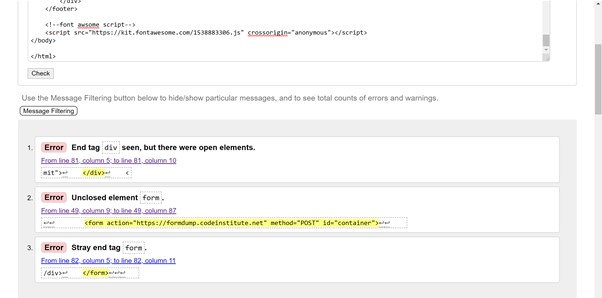 </div>
</footer>
<!--font awsome script-->
<script src="https://kit.fontawesome.com/1538883306.js" crossorigin="anonymous"></script>
</body>
</html>
Check
Use the Message Filtering button below to hide/show particular messages, and to see total counts of errors and warnings.
Message Filtering
1. Error End tag div seen, but there were open elements.
From line 81, column 5; to line 81, column 10
mit">↩ </div>↩ <
2. Error Unclosed element form.
From line 49, column 9; to line 49, column 87
↩↩ <form action="https://formdump.codeinstitute.net" method="POST" id="container">↩
3. Error Stray end tag form.
From line 82, column 5; to line 82, column 11
/div>↩ </form>↩↩↩